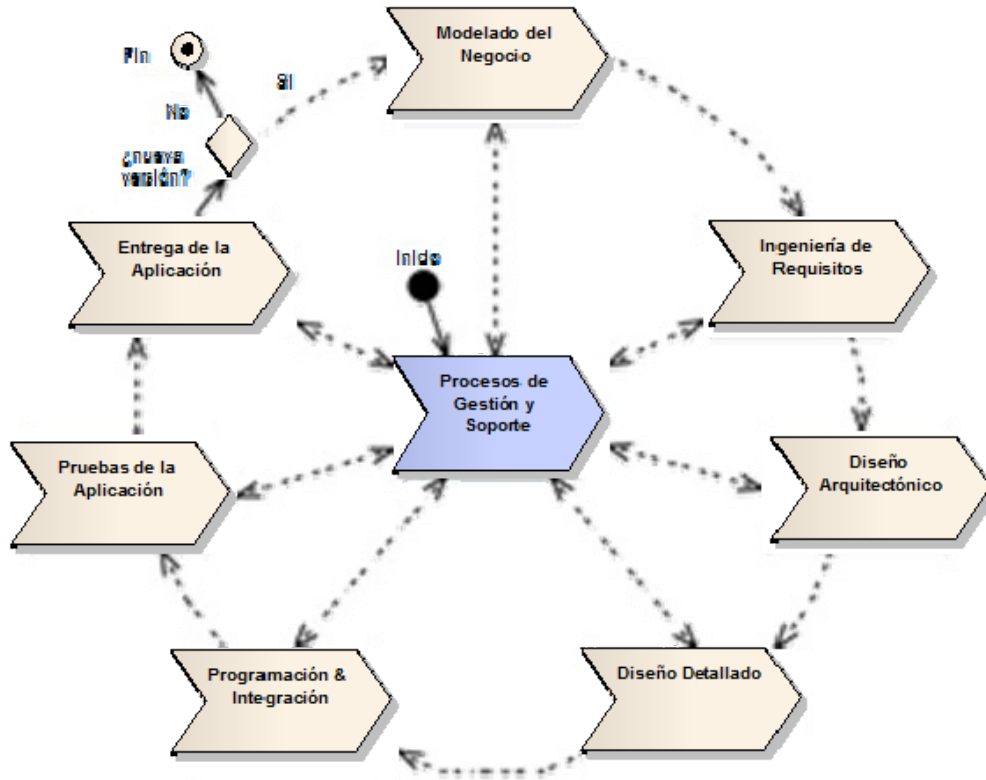 Modelado del
Negocio
Fin
Si
No
¿nueva
versión?
Entrega de la
Aplicación
Inicio
Ingeniería de
Requisitos
Procesos de
Gestión y
Soporte
Pruebas de la
Aplicación
Diseño
Arquitectónico
Programación &
Integración
Diseño Detallado